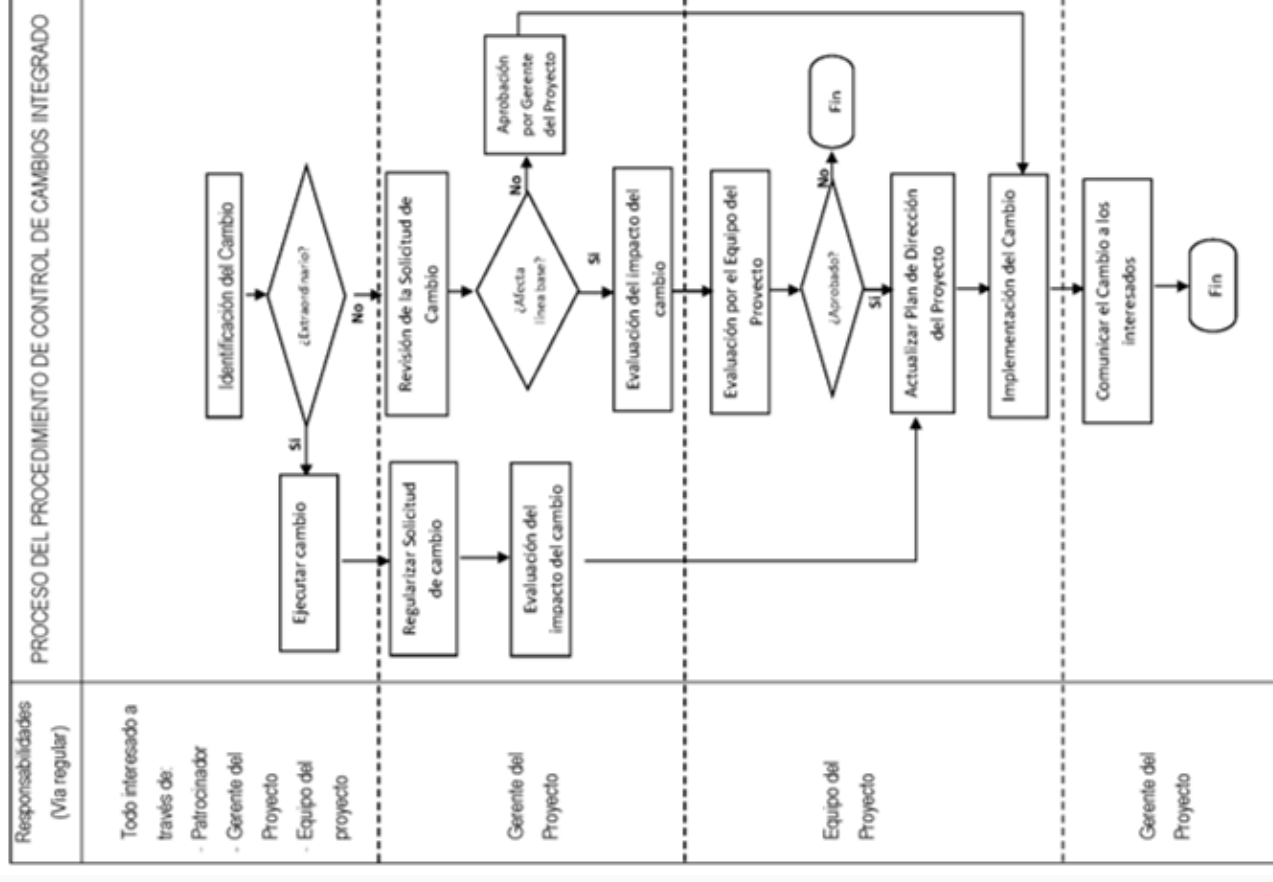 Responsabilidades
(Vía regular)
PROCESO DEL PROCEDIMIENTO DE CONTROL DE CAMBIOS INTEGRADO
Todo interesado a
través de:
- Patrocinador
- Gerente del
Proyecto
- Equipo del
proyecto
Identificación del Cambio
¿Extraordinario?
Si
No
Ejecutar cambio
Gerente del
Proyecto
Regularizar Solicitud
de cambio
Evaluación del
impacto del cambio
Revisión de la Solicitud de
Cambio
¿Afecta
línea base?
No
Si
Aprobación
por Gerente
del Proyecto
Evaluación del impacto del
cambio
Equipo del
Proyecto
Evaluación por el Equipo del
Proyecto
¿Aprobado?
No
Si
Fin
Actualizar Plan de Dirección
del Proyecto
Implementación del Cambio
Gerente del
Proyecto
Comunicar el Cambio a los
interesados
Fin